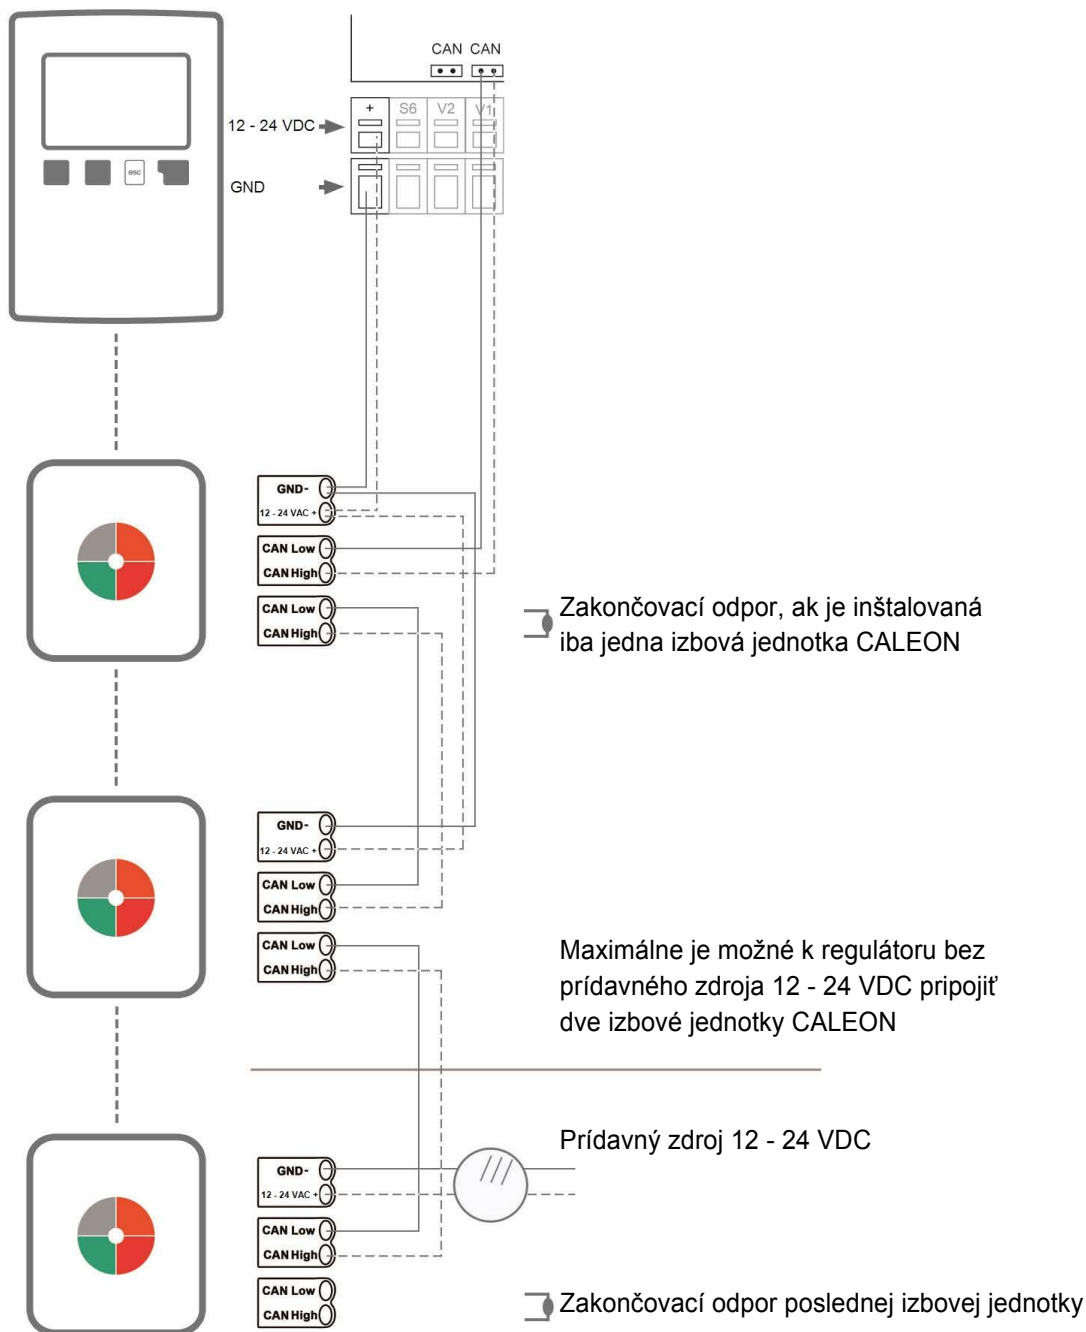 CAN CAN
+ S6 V2 V1
12 - 24 VDC
esc
GND
GND-
12 - 24 VAC +
CAN Low
CAN High
CAN Low
CAN High
Zakončovací odpor, ak je inštalovaná
iba jedna izbová jednotka CALEON
GND-
12 - 24 VAC +
CAN Low
CAN High
CAN Low
CAN High
Maximálne je možné k regulátoru bez
prídavného zdroja 12 - 24 VDC pripojiť
dve izbové jednotky CALEON
Prídavný zdroj 12 - 24 VDC
GND-
12 - 24 VAC +
CAN Low
CAN High
CAN Low
CAN High
Zakončovací odpor poslednej izbovej jednotky